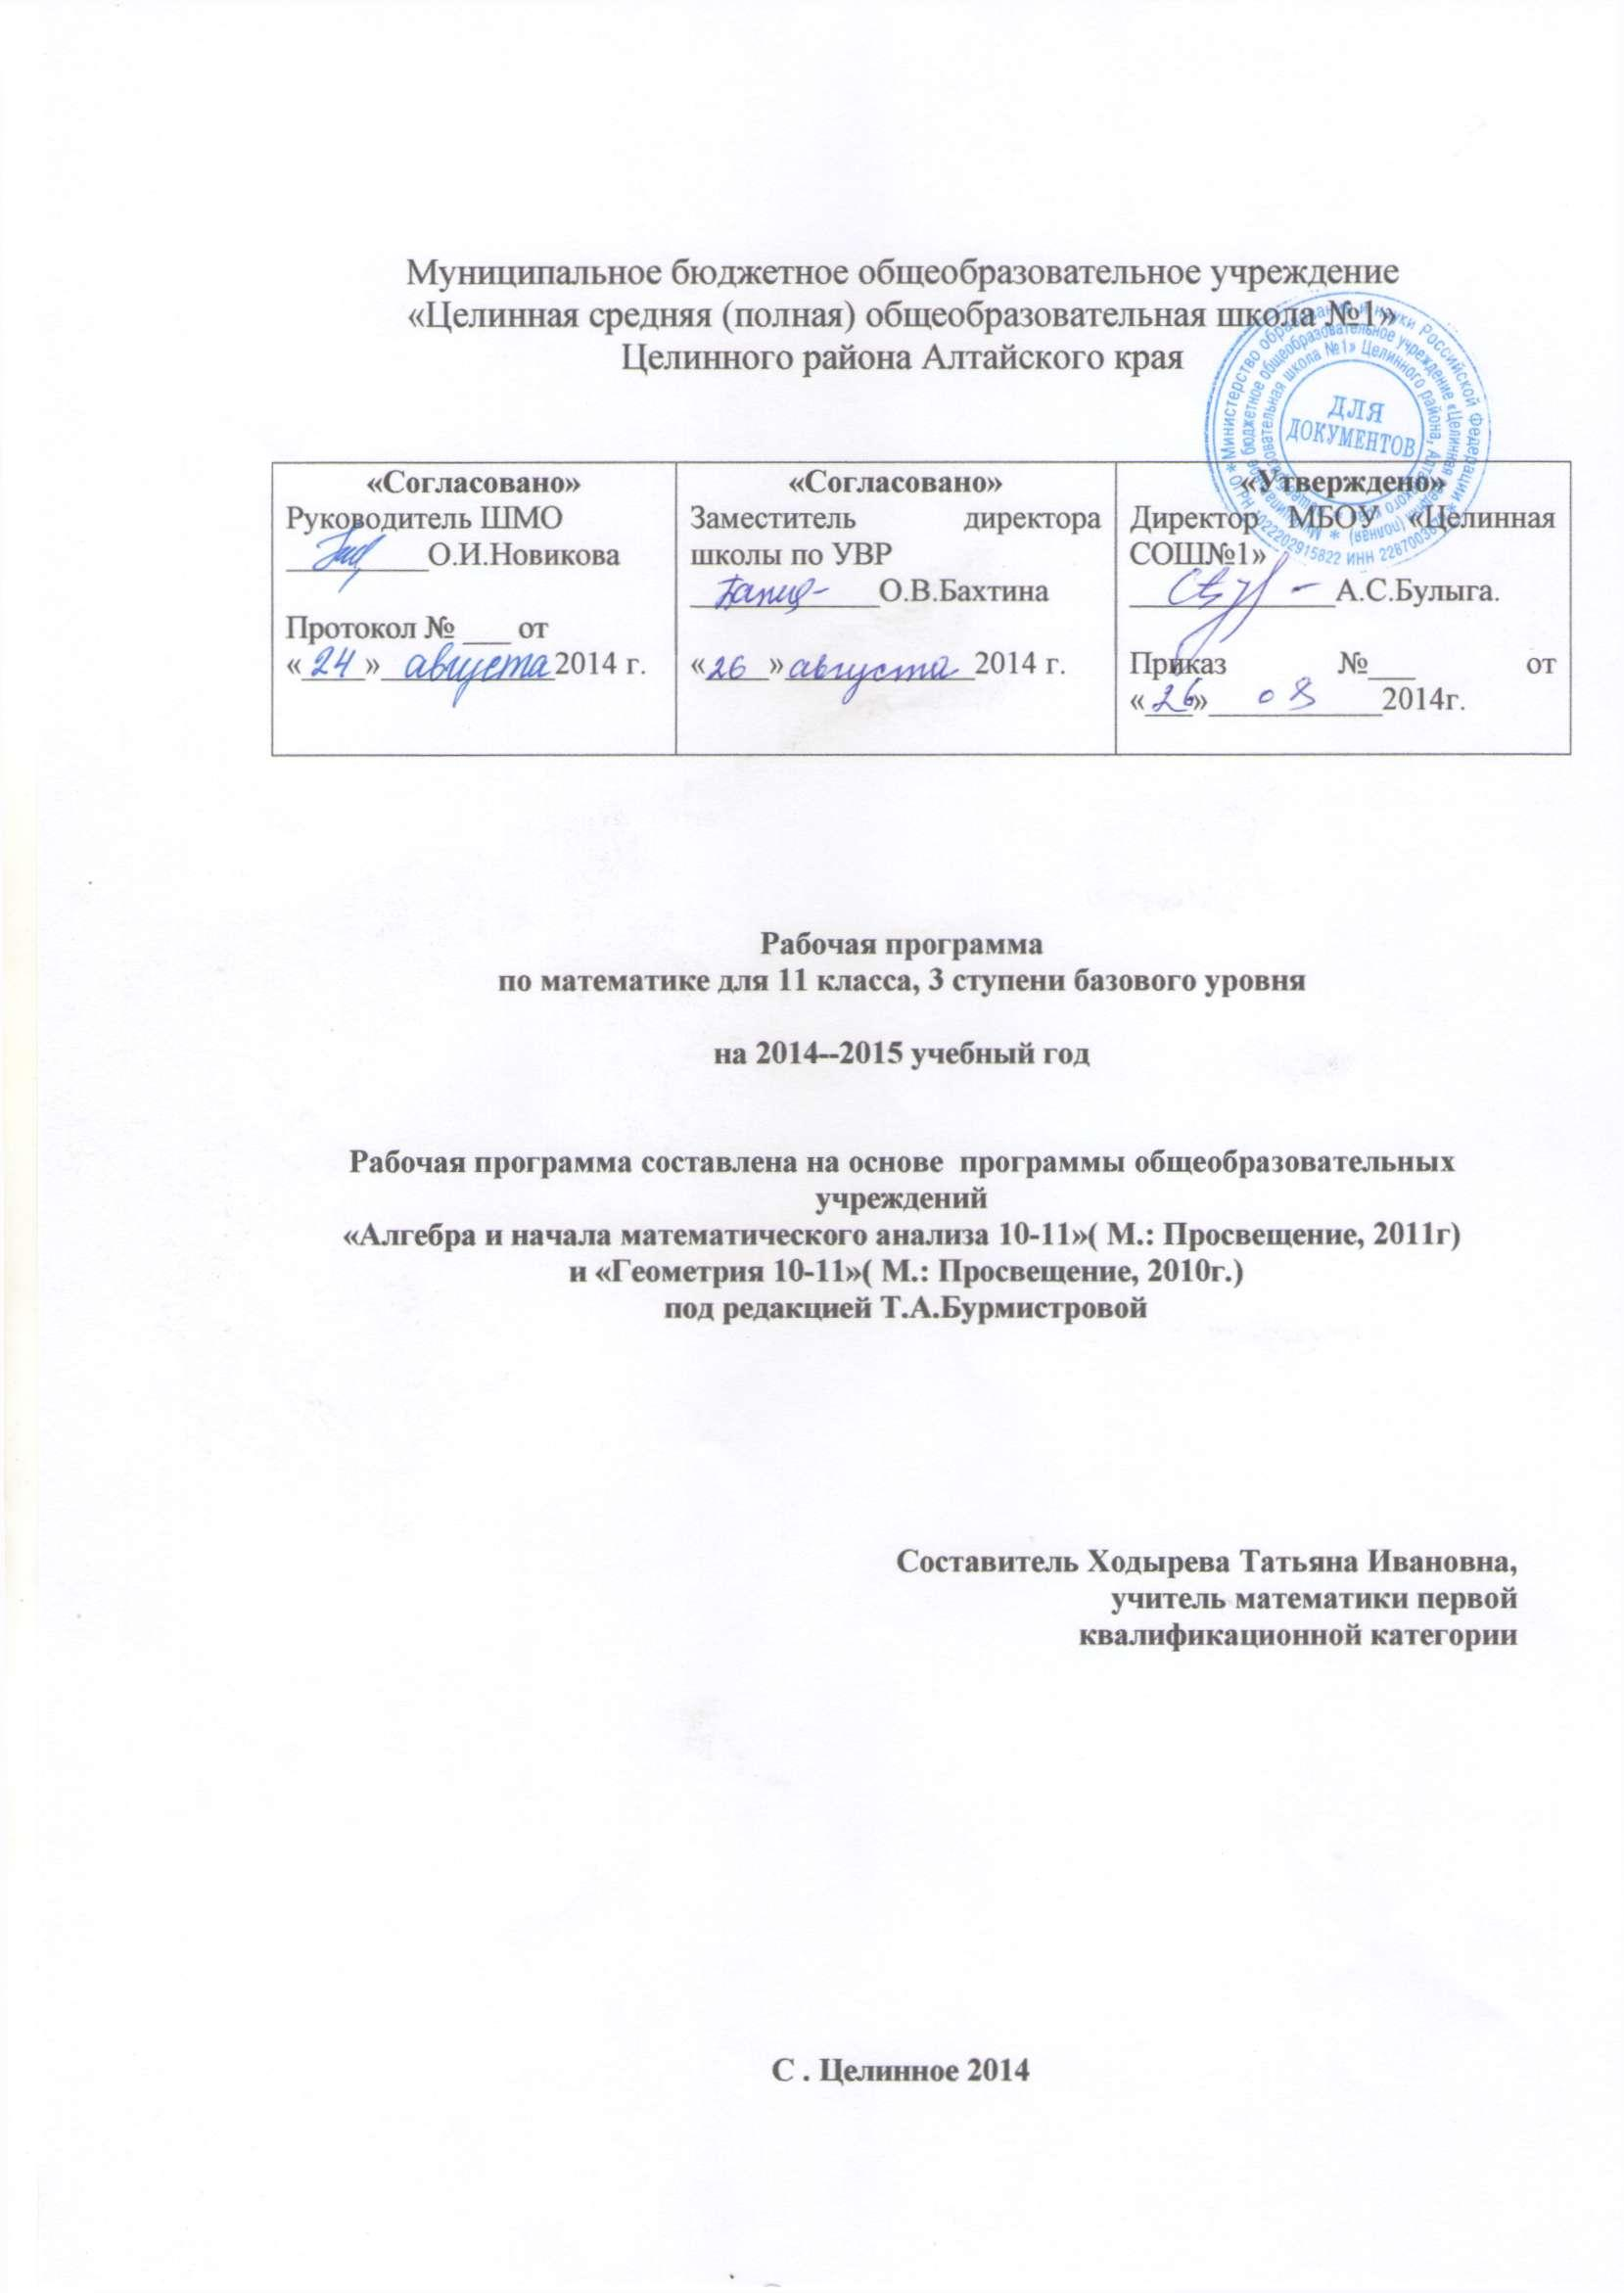 Муниципальное бюджетное общеобразовательное учреждение
«Целинная средняя (полная) общеобразовательная школа №1»
Целинного района Алтайского края
ДЛЯ
ДОКУМЕНТОВ
«Согласовано»
Руководитель ШМО
_________О.И.Новикова
Протокол № ___ от
«24» августа 2014 г.
«Согласовано»
Заместитель директора
школы по УВР
____________О.В.Бахтина
«26» августа 2014 г.
«Утверждено»
Директор МБОУ «Целинная
СОШ№1»
_____________А.С.Булыга.
Приказ №___ от
«26» 08 2014г.
Рабочая программа
по математике для 11 класса, 3 ступени базового уровня
на 2014--2015 учебный год
Рабочая программа составлена на основе программы общеобразовательных
учреждений
«Алгебра и начала математического анализа 10-11»( М.: Просвещение, 2011г)
и «Геометрия 10-11»( М.: Просвещение, 2010г.)
под редакцией Т.А.Бурмистровой
Составитель Ходырева Татьяна Ивановна,
учитель математики первой
квалификационной категории
С . Целинное 2014